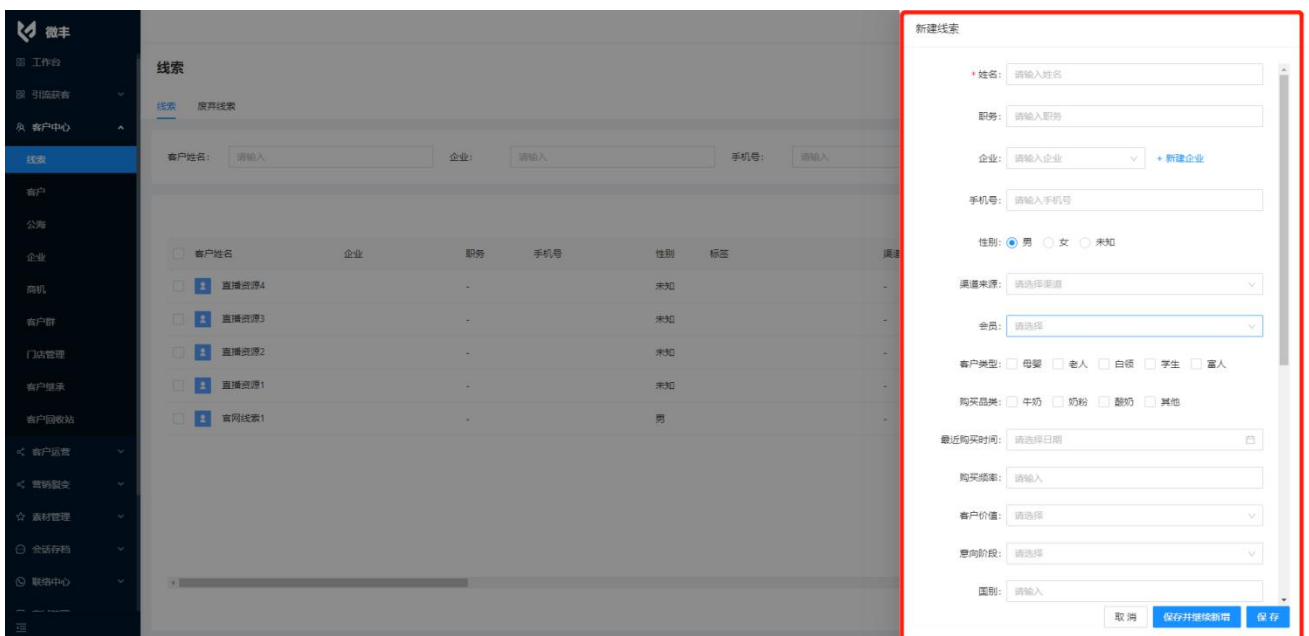 微丰
工作台
引流获客
客户中心
线索
客户
公海
企业
商机
客户群
门店管理
客户继承
客户回收站
客户运营
营销裂变
素材管理
会话存档
联络中心
线索
线索 废弃线索
客户姓名: 请输入 企业: 请输入 手机号: 请输入
客户姓名 企业 职务 手机号 性别 标签 渠道
直播资源4 - 未知 -
直播资源3 - 未知 -
直播资源2 - 未知 -
直播资源1 - 未知 -
官网线索1 - 男 -
新建线索
* 姓名: 请输入姓名
职务: 请输入职务
企业: 请输入企业 + 新建企业
手机号: 请输入手机号
性别: 男 女 未知
渠道来源: 请选择渠道
会员: 请选择
客户类型: 母婴 老人 白领 学生 富人
购买品类: 牛奶 奶粉 酸奶 其他
最近购买时间: 请选择日期
购买频率: 请输入
客户价值: 请选择
意向阶段: 请选择
国别: 请输入
取 消 保存并继续新增 保 存